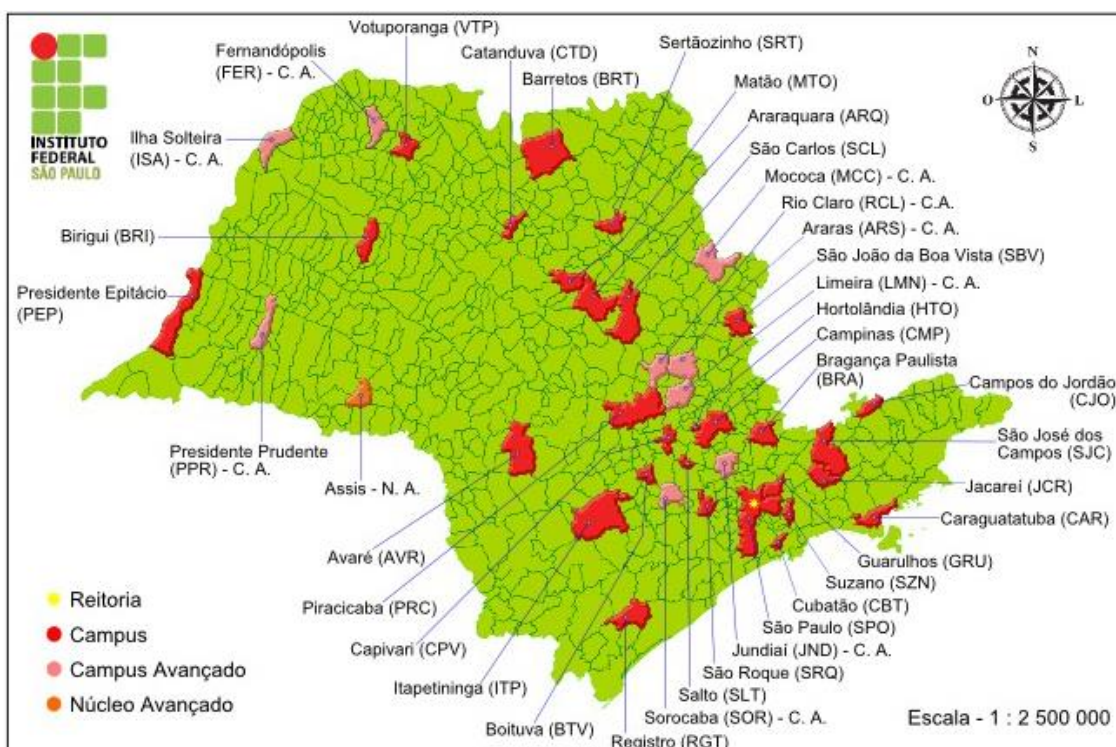 INSTITUTO
FEDERAL
SÃO PAULO
Votuporanga (VTP)
Fernandópolis
(FER) - C. A.
Ilha Solteira
(ISA) - C. A.
Birigui (BRI)
Presidente Epitácio
(PEP)
Catanduva (CTD)
Barretos (BRT)
Sertãozinho (SRT)
Matão (MTO)
Araraquara (ARQ)
São Carlos (SCL)
Mococa (MCC) - C. A.
Rio Claro (RCL) - C.A.
Araras (ARS) - C. A.
São João da Boa Vista (SBV)
Limeira (LMN) - C. A.
Hortolândia (HTO)
Campinas (CMP)
Bragança Paulista
(BRA)
Campos do Jordão
(CJO)
São José dos
Campos (SJC)
Jacareí (JCR)
Caraguatatuba (CAR)
Guarulhos (GRU)
Suzano (SZN)
Cubatão (CBT)
São Paulo (SPO)
Jundiaí (JND) - C. A.
São Roque (SRQ)
Salto (SLT)
Sorocaba (SOR) - C. A.
Registro (RGT)
Boituva (BTV)
Itapetininga (ITP)
Capivari (CPV)
Piracicaba (PRC)
Avaré (AVR)
Assis - N. A.
Presidente Prudente
(PPR) - C. A.
N
O
L
S
Reitoria
Campus
Campus Avançado
Núcleo Avançado
Escala - 1 : 2 500 000